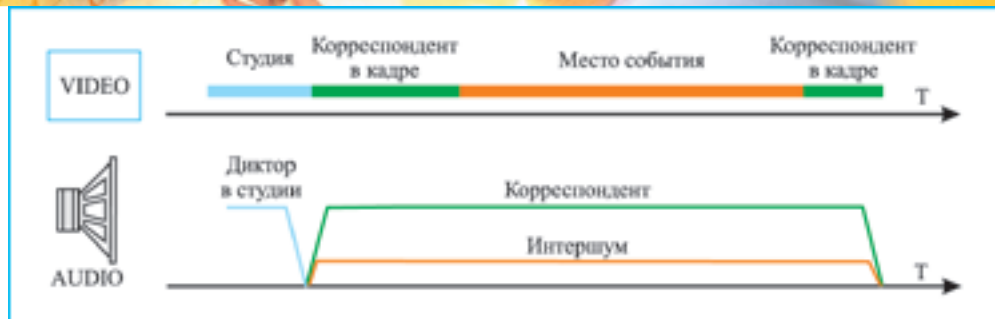 Студия
Корреспондент
в кадре
Место события
Корреспондент
в кадре
VIDEO
T
Диктор
в студии
Корреспондент
Интершум
AUDIO
T